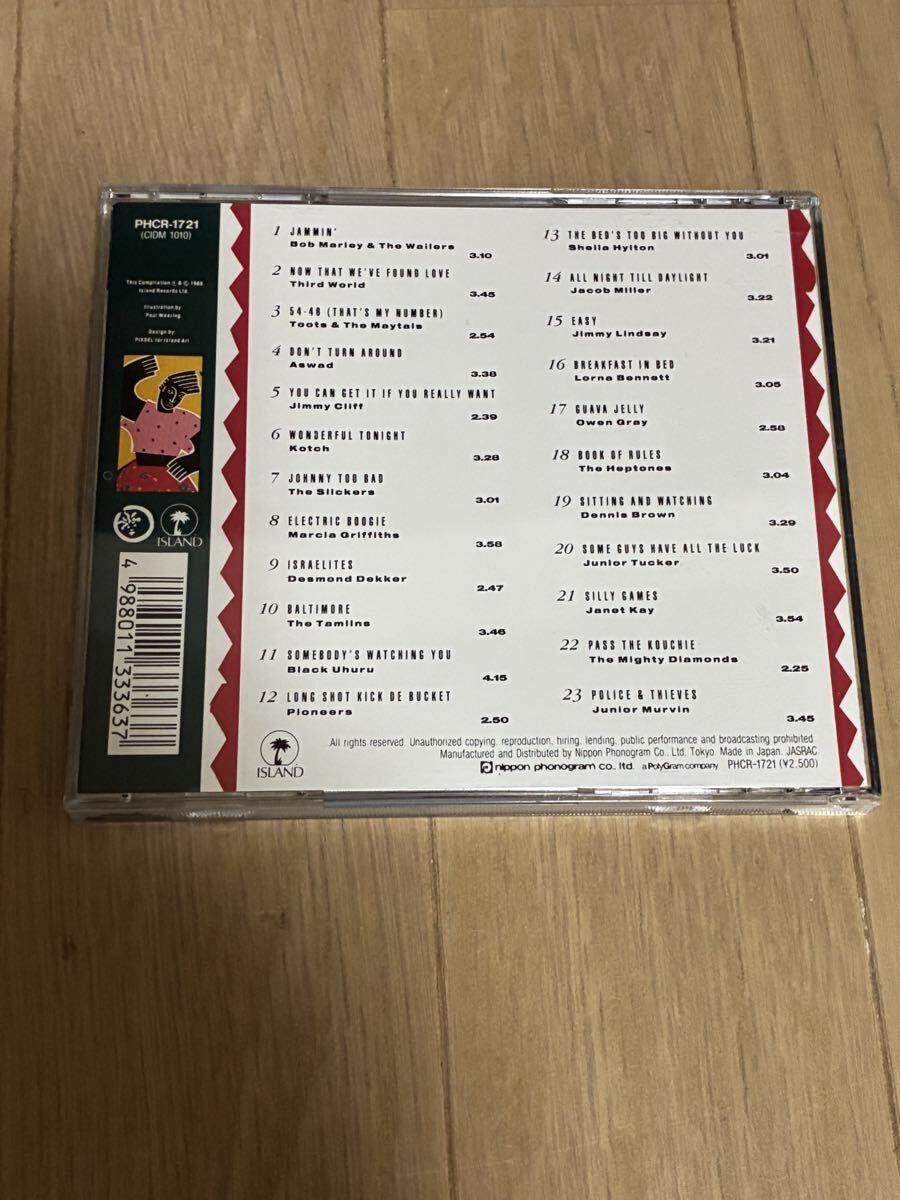 PHCR-1721
(CIDM 1010)
This Compilation ℗ & © 1988
Island Records Ltd.
Illustration by
Paul Wearing
Design by
PIXDEL for Island Art
ISLAND
4 988011 333637
1 JAMMIN'
Bob Marley & The Wailers
3.10
2 NOW THAT WE'VE FOUND LOVE
Third World
3.45
3 54-46 (THAT'S MY NUMBER)
Toots & The Maytals
2.54
4 DON'T TURN AROUND
Aswad
3.38
5 YOU CAN GET IT IF YOU REALLY WANT
Jimmy Cliff
2.39
6 WONDERFUL TONIGHT
Kotch
3.28
7 JOHNNY TOO BAD
The Slickers
3.01
8 ELECTRIC BOOGIE
Marcia Griffiths
3.58
9 ISRAELITES
Desmond Dekker
2.47
10 BALTIMORE
The Tamlins
3.46
11 SOMEBODY'S WATCHING YOU
Black Uhuru
4.15
12 LONG SHOT KICK DE BUCKET
Pioneers
2.50
13 THE BED'S TOO BIG WITHOUT YOU
Sheila Hylton
3.01
14 ALL NIGHT TILL DAYLIGHT
Jacob Miller
3.22
15 EASY
Jimmy Lindsay
3.21
16 BREAKFAST IN BED
Lorna Bennett
3.05
17 GUAVA JELLY
Owen Gray
2.58
18 BOOK OF RULES
The Heptones
3.04
19 SITTING AND WATCHING
Dennis Brown
3.29
20 SOME GUYS HAVE ALL THE LUCK
Junior Tucker
3.50
21 SILLY GAMES
Janet Kay
3.54
22 PASS THE KOUCHIE
The Mighty Diamonds
2.25
23 POLICE & THIEVES
Junior Murvin
3.45
ISLAND
All rights reserved. Unauthorized copying, reproduction, hiring, lending, public performance and broadcasting prohibited.
Manufactured and Distributed by Nippon Phonogram Co., Ltd. Tokyo. Made in Japan. JASRAC
nippon phonogram co., ltd. a PolyGram company PHCR-1721 (¥2.500)